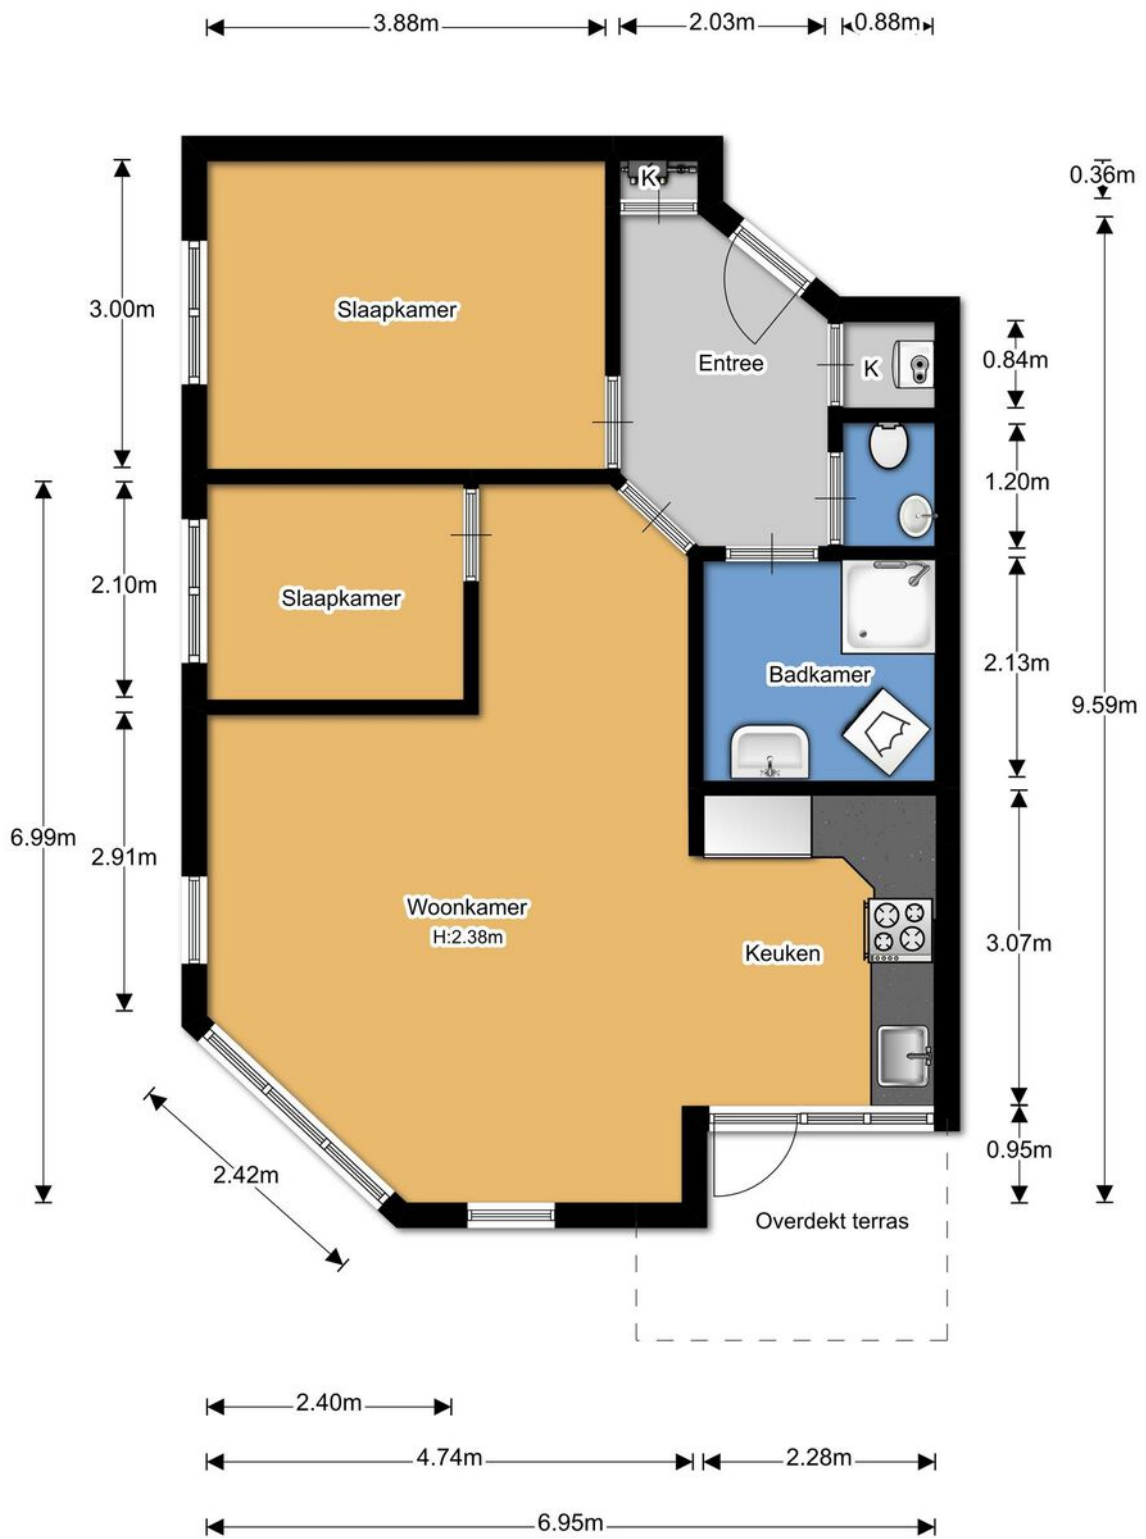 3.88m
2.03m
0.88m
0.36m
K
3.00m
Slaapkamer
Entree
K
0.84m
1.20m
2.10m
Slaapkamer
2.13m
Badkamer
9.59m
6.99m
2.91m
Woonkamer
H:2.38m
Keuken
3.07m
2.42m
0.95m
Overdekt terras
2.40m
4.74m
2.28m
6.95m